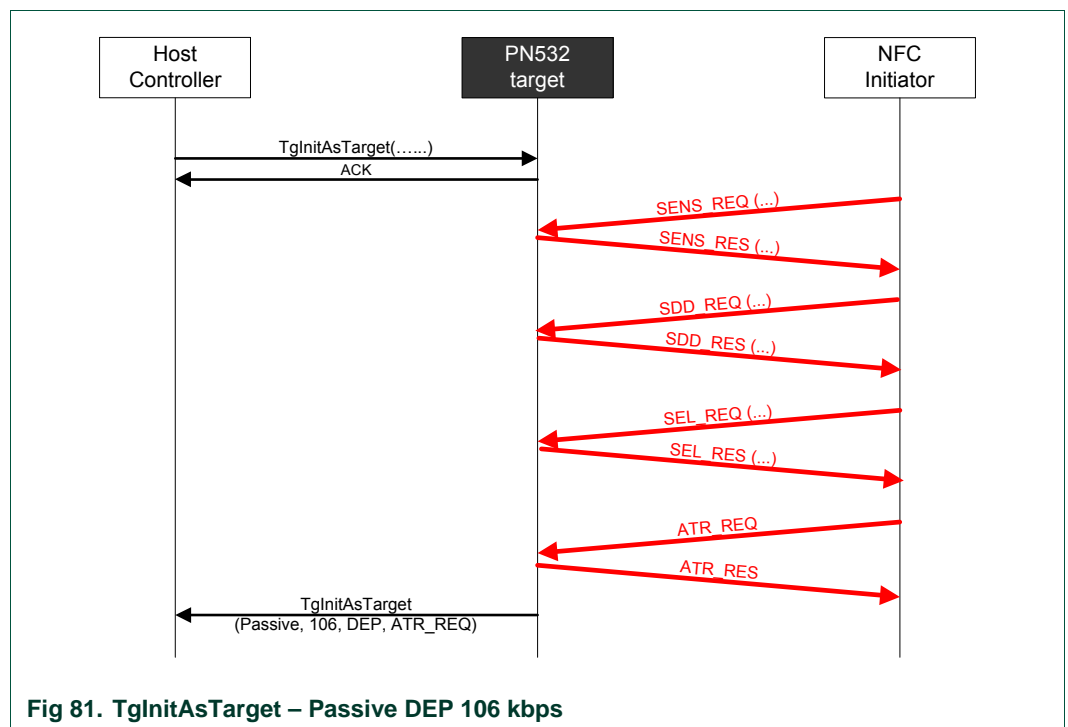 Host
Controller
PN532
target
NFC
Initiator
TgInitAsTarget(…...)
ACK
SENS_REQ (...)
SENS_RES (...)
SDD_REQ (...)
SDD_RES (...)
SEL_REQ (...)
SEL_RES (...)
ATR_REQ
ATR_RES
TgInitAsTarget
(Passive, 106, DEP, ATR_REQ)
Fig 81. TgInitAsTarget – Passive DEP 106 kbps